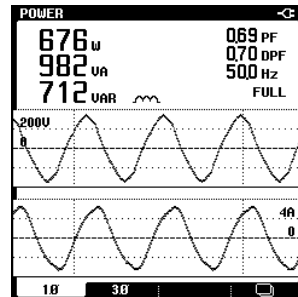 POWER
676 W 0.69 PF
982 VA 0.70 DPF
712 VAR 50.0 Hz
FULL
200V
0
4A
0
1Ø 3Ø